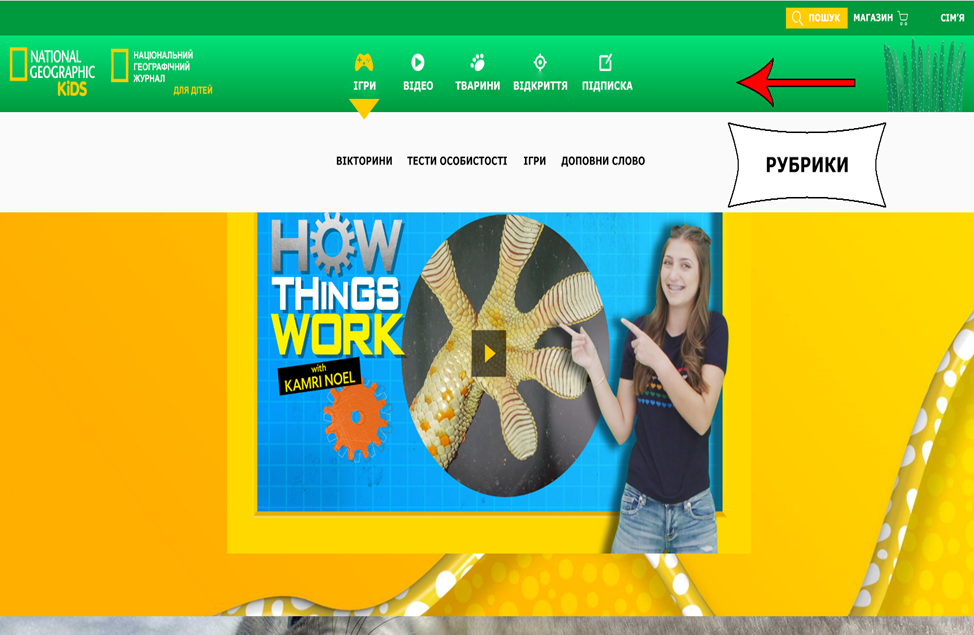 ПОШУК
МАГАЗИН
СІМ'Я
NATIONAL
GEOGRAPHIC
KiDS
НАЦІОНАЛЬНИЙ
ГЕОГРАФІЧНИЙ
ЖУРНАЛ
ДЛЯ ДІТЕЙ
ІГРИ
ВІДЕО
ТВАРИНИ
ВІДКРИТТЯ
ПІДПИСКА
ВІКТОРИНИ
ТЕСТИ ОСОБИСТОСТІ
ІГРИ
ДОПОВНИ СЛОВО
РУБРИКИ
HOW
THiNGS
WORK
with
KAMRI NOEL